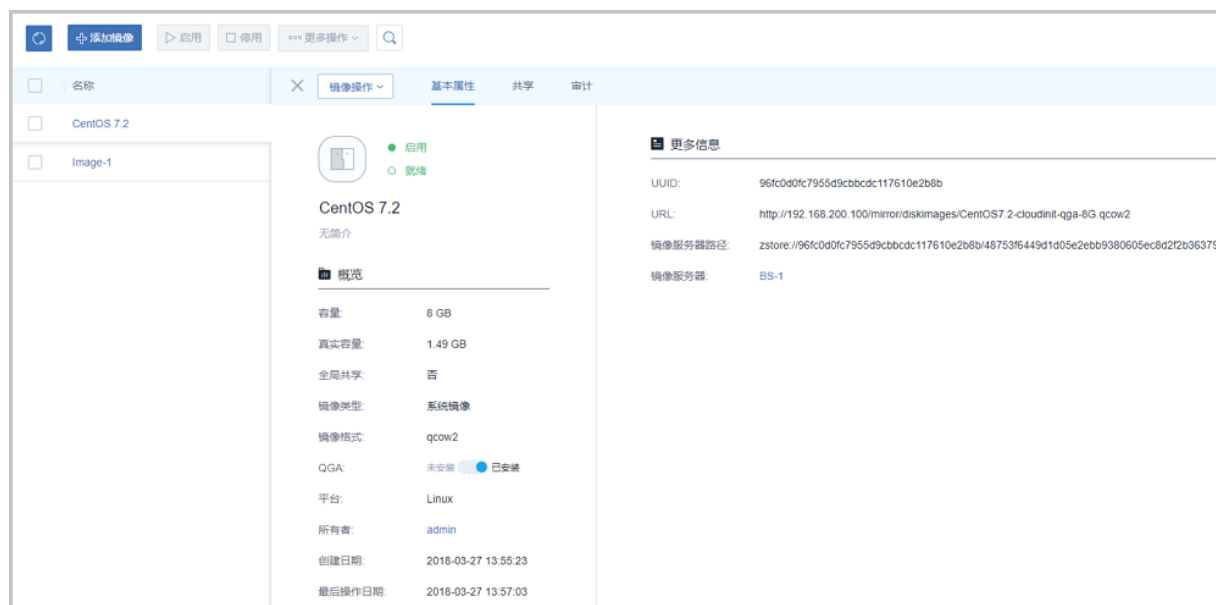 添加镜像 启用 停用 更多操作
名称 镜像操作 基本属性 共享 审计
CentOS 7.2
Image-1
启用
就绪
CentOS 7.2
无简介
概览
容量: 8 GB
真实容量: 1.49 GB
全局共享: 否
镜像类型: 系统镜像
镜像格式: qcow2
QGA: 未安装 已安装
平台: Linux
所有者: admin
创建日期: 2018-03-27 13:55:23
最后操作日期: 2018-03-27 13:57:03
更多信息
UUID: 96fc0d0fc7955d9cbbcdc117610e2b8b
URL: http://192.168.200.100/mirror/diskimages/CentOS7.2-cloudinit-qga-8G.qcow2
镜像服务器路径: zstore://96fc0d0fc7955d9cbbcdc117610e2b8b/48753f6449d1d05e2ebb9380605ec8d2f2b36379
镜像服务器: BS-1